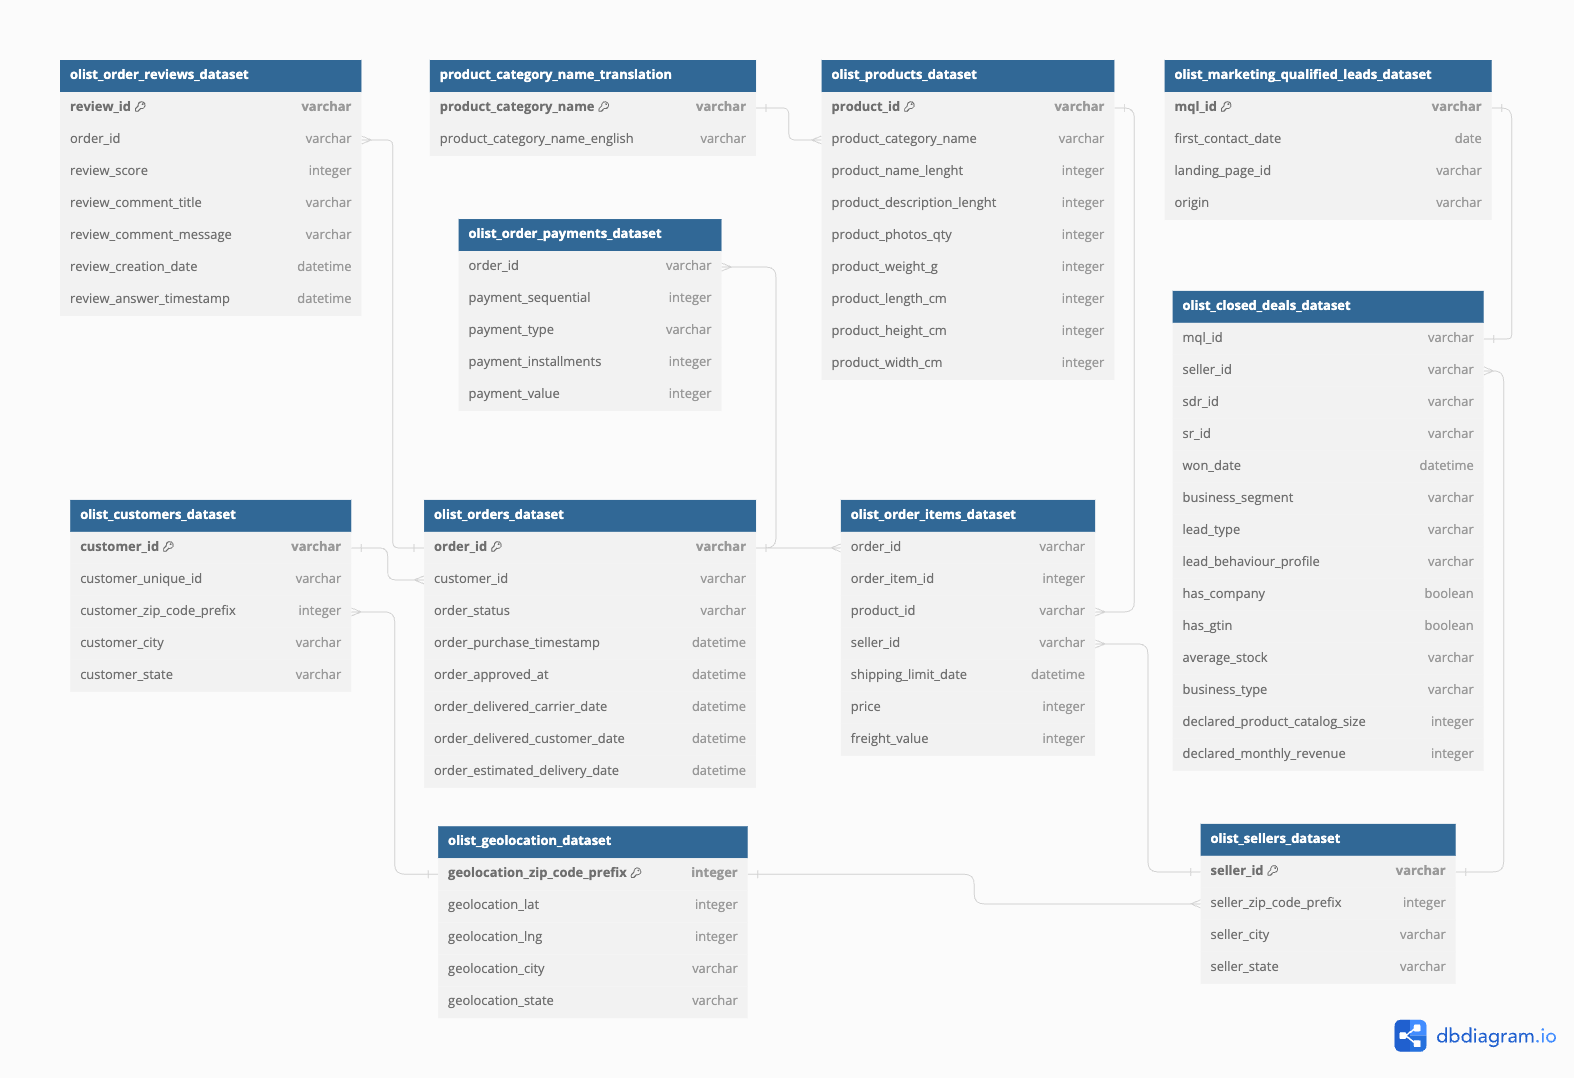 olist_order_reviews_dataset
review_id varchar
order_id varchar
review_score integer
review_comment_title varchar
review_comment_message varchar
review_creation_date datetime
review_answer_timestamp datetime
product_category_name_translation
product_category_name varchar
product_category_name_english varchar
olist_products_dataset
product_id varchar
product_category_name varchar
product_name_lenght integer
product_description_lenght integer
product_photos_qty integer
product_weight_g integer
product_length_cm integer
product_height_cm integer
product_width_cm integer
olist_marketing_qualified_leads_dataset
mql_id varchar
first_contact_date date
landing_page_id varchar
origin varchar
olist_order_payments_dataset
order_id varchar
payment_sequential integer
payment_type varchar
payment_installments integer
payment_value integer
olist_closed_deals_dataset
mql_id varchar
seller_id varchar
sdr_id varchar
sr_id varchar
won_date datetime
business_segment varchar
lead_type varchar
lead_behaviour_profile varchar
has_company boolean
has_gtin boolean
average_stock varchar
business_type varchar
declared_product_catalog_size integer
declared_monthly_revenue integer
olist_customers_dataset
customer_id varchar
customer_unique_id varchar
customer_zip_code_prefix integer
customer_city varchar
customer_state varchar
olist_orders_dataset
order_id varchar
customer_id varchar
order_status varchar
order_purchase_timestamp datetime
order_approved_at datetime
order_delivered_carrier_date datetime
order_delivered_customer_date datetime
order_estimated_delivery_date datetime
olist_order_items_dataset
order_id varchar
order_item_id integer
product_id varchar
seller_id varchar
shipping_limit_date datetime
price integer
freight_value integer
olist_geolocation_dataset
geolocation_zip_code_prefix integer
geolocation_lat integer
geolocation_lng integer
geolocation_city varchar
geolocation_state varchar
olist_sellers_dataset
seller_id varchar
seller_zip_code_prefix integer
seller_city varchar
seller_state varchar
dbdiagram.io